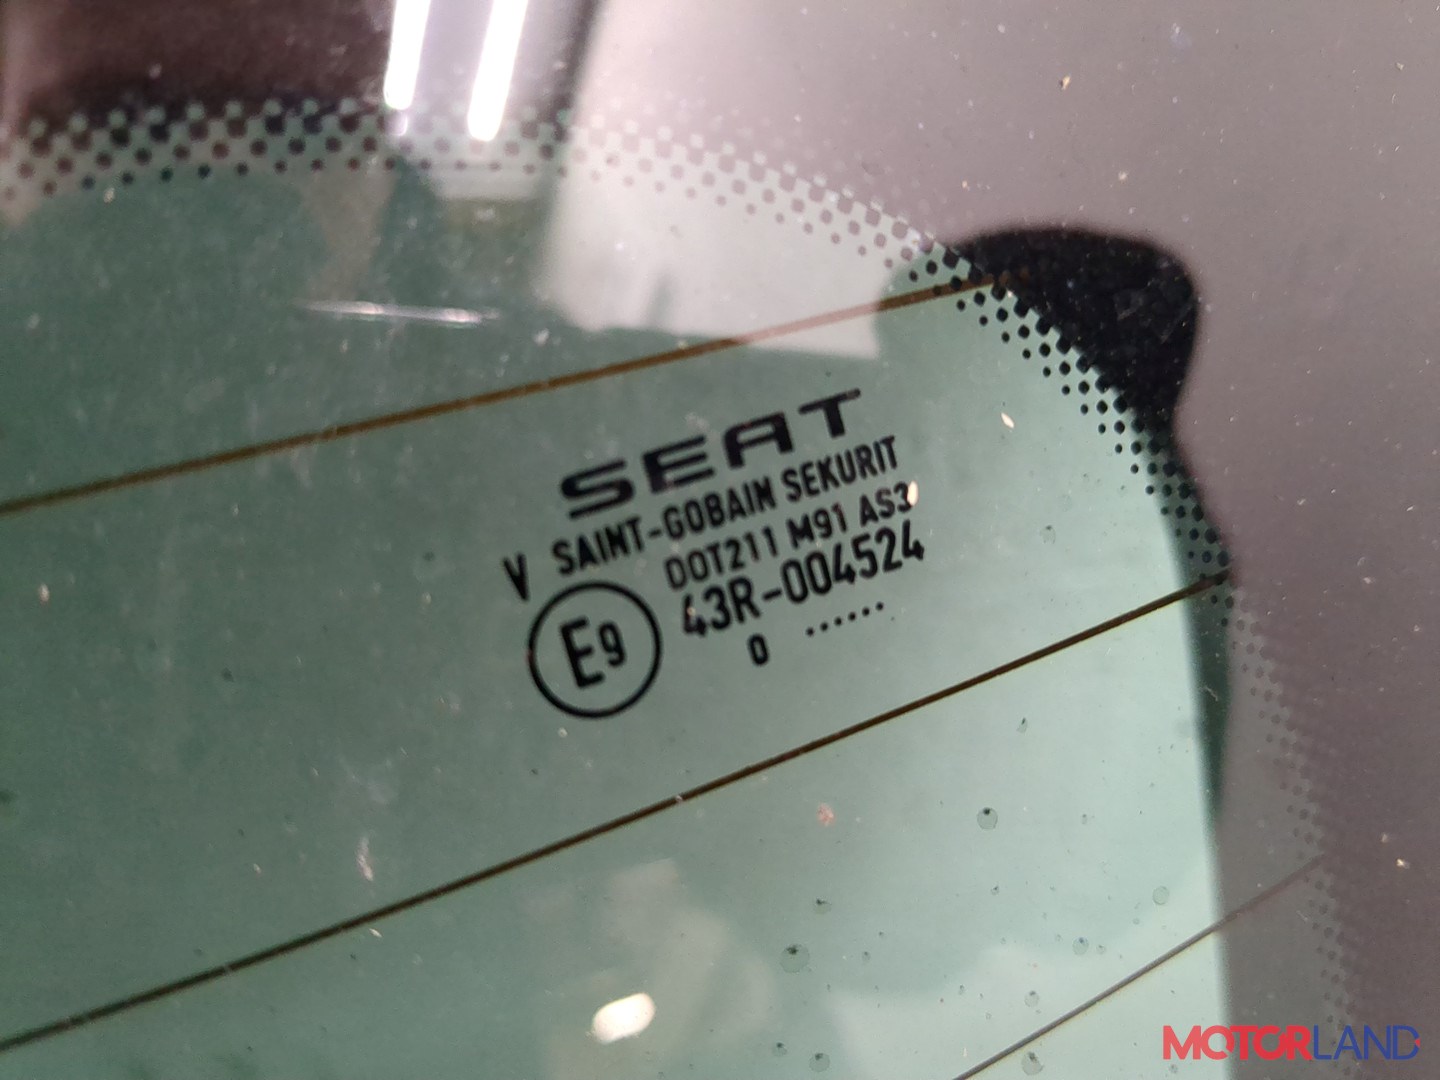 SEAT
V SAINT-GOBAIN SEKURIT
DOT211 M91 AS3
E9 43R-004524
0 ......
MOTORLAND